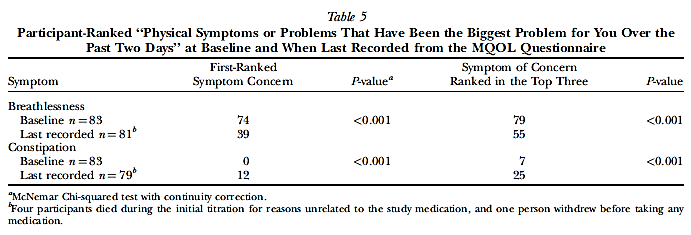 Table 5
Participant-Ranked “Physical Symptoms or Problems That Have Been the Biggest Problem for You Over the
Past Two Days” at Baseline and When Last Recorded from the MQOL Questionnaire
First-Ranked Symptom of Concern
Symptom Symptom Concern P-valueᵃ Ranked in the Top Three P-value
Breathlessness
Baseline n = 83 74 <0.001 79 <0.001
Last recorded n = 81ᵇ 39 55
Constipation
Baseline n = 83 0 <0.001 7 <0.001
Last recorded n = 79ᵇ 12 25
ᵃMcNemar Chi-squared test with continuity correction.
ᵇFour participants died during the initial titration for reasons unrelated to the study medication, and one person withdrew before taking any
medication.